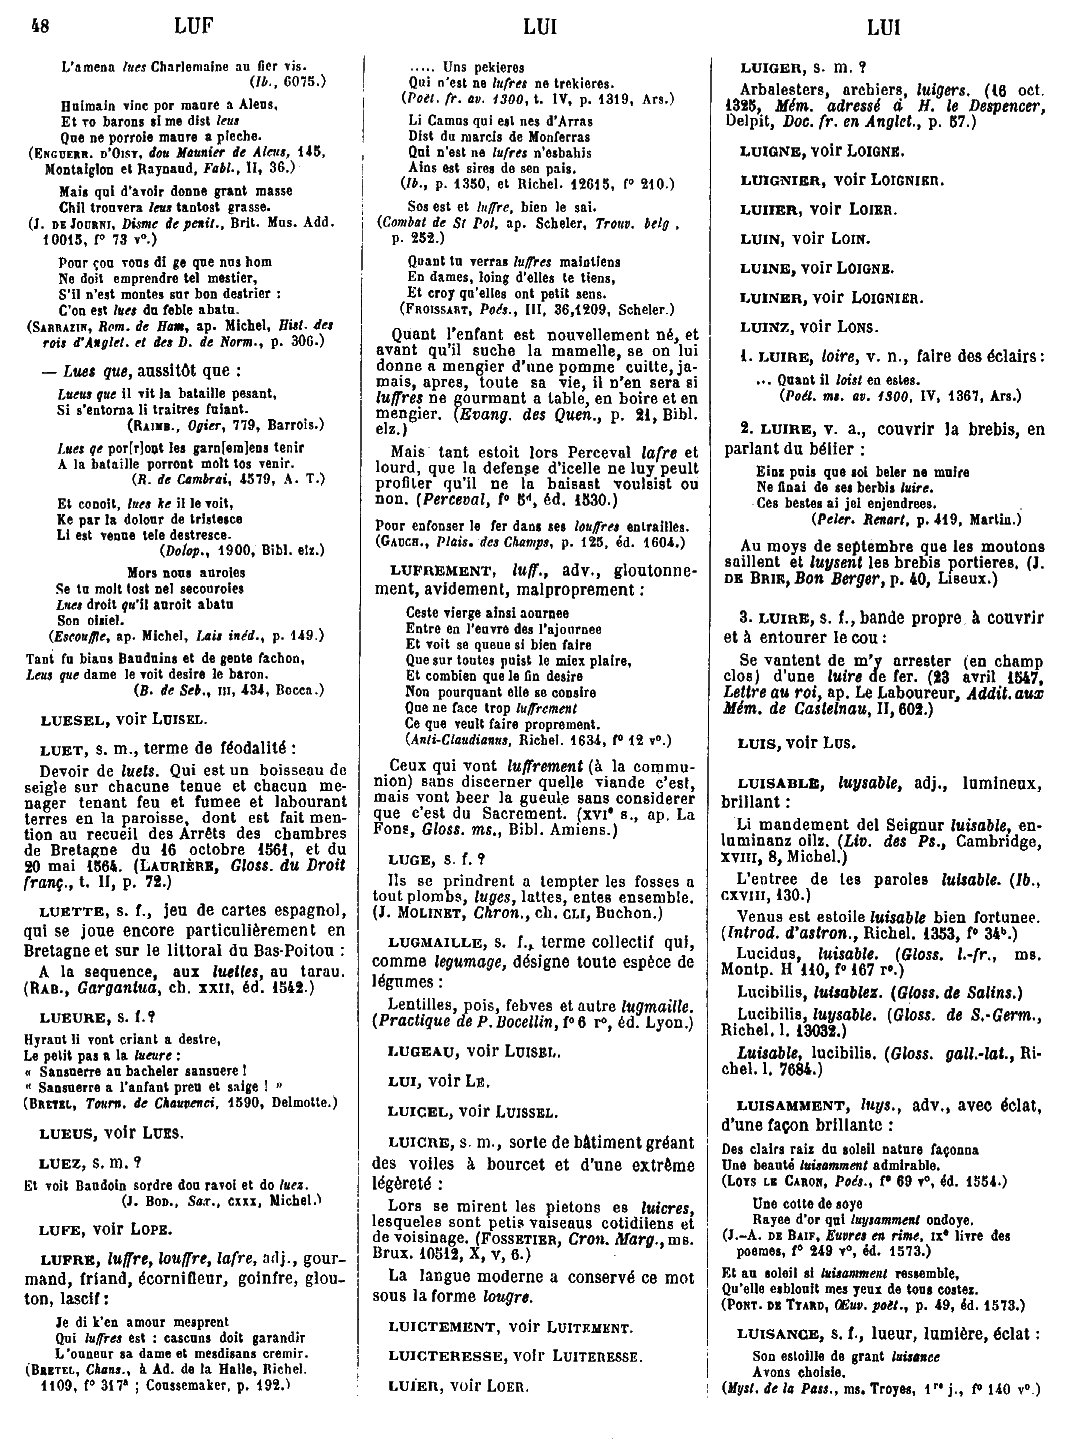 48 LUF LUI LUI
L'amena lues Charlemaine au fier vis.
(Ib., 6075.)
Huimain vinc por maure a Aleus,
Et vo barons si me dist leus
Que ne porroie maure a pieche.
(ENGUERR. D'OISY, dou Maunier de Aleus, 145,
Montaiglon et Raynaud, Fabl., II, 36.)
Mais qui d'avoir donne grant masse
Chil trouvera leus tantost grasse.
(J. DE JOURNI, Disme de penit., Brit. Mus. Add.
10015, f° 73 v°.)
Pour çou vous di ge que nus hom
Ne doit emprendre tel mestier,
S'il n'est montes sur bon destrier :
C'on est lues du feble abatu.
(SARRAZIN, Rom. de Ham, ap. Michel, Hist. des
rois d'Anglet. et des D. de Norm., p. 306.)
— Lues que, aussitôt que :
Lueus que il vit la bataille pesant,
Si s'entorna li traitres fuiant.
(RAIMB., Ogier, 779, Barrois.)
Lues qe por[r]ont les garn[em]ens tenir
A la bataille porront molt tos venir.
(R. de Cambrai, 4579, A. T.)
Et conoit, lues ke il le voit,
Ke par la dolour de tristesce
Li est venue tele destresce.
(Dolop., 1900, Bibl. elz.)
Mors nous auroies
Se tu molt tost nel secouroies
Lues droit qu'il auroit abatu
Son oisiel.
(Escouffle, ap. Michel, Lais inéd., p. 149.)
Tant fu biaus Bauduins et de gente fachon,
Leus que dame le voit desire le baron.
(B. de Seb., III, 434, Bocca.)
LUESEL, voir LUISEL.
LUET, s. m., terme de féodalité :
Devoir de luets. Qui est un boisseau de
seigle sur chacune tenue et chacun me-
nager tenant feu et fumee et labourant
terres en la paroisse, dont est fait men-
tion au recueil des Arrêts des chambres
de Bretagne du 16 octobre 1561, et du
20 mai 1564. (LAURIÈRE, Gloss. du Droit
franç., t. II, p. 72.)
LUETTE, s. f., jeu de cartes espagnol,
qui se joue encore particulièrement en
Bretagne et sur le littoral du Bas-Poitou :
A la sequence, aux luettes, au tarau.
(RAB., Gargantua, ch. XXII, éd. 1542.)
LUEURE, s. f. ?
Hyraut li vont criant a destre,
Le petit pas a la lueure :
« Sansuerre au bacheler sansuere !
« Sansuerre a l'anfant preu et saige ! »
(BRETEL, Tourn. de Chauvenci, 1590, Delmotte.)
LUEUS, voir LUES.
LUEZ, s. m. ?
Et voit Baudoin sordre dou ravoi et do luez.
(J. BOD., Sax., CXXX, Michel.)
LUFE, voir LOPE.
LUFRE, luffre, louffre, lafre, adj., gour-
mand, friand, écornifleur, goinfre, glou-
ton, lascif :
Je di k'en amour mesprent
Qui luffres est : cascuns doit garandir
L'ouneur sa dame et mesdisans cremir.
(BRETEL, Chans., à Ad. de la Halle, Richel.
1109, f° 317ª ; Coussemaker, p. 192.)
..... Uns pekieres
Qui n'est ne lufres ne trekieres.
(Poët. fr. av. 1300, t. IV, p. 1319, Ars.)
Li Camus qui est nes d'Arras
Dist du marcis de Monferras
Qui n'est ne lufres n'esbahis
Ains est sires de sen pais.
(Ib., p. 1350, et Richel. 12615, f° 210.)
Sos est et luffre, bien le sai.
(Combat de St Pol, ap. Scheler, Trouv. belg ,
p. 252.)
Quant tu verras luffres maintiens
En dames, loing d'elles te tiens,
Et croy qu'elles ont petit sens.
(FROISSART, Poés., III, 36,1209, Scheler.)
Quant l'enfant est nouvellement né, et
avant qu'il suche la mamelle, se on lui
donne a mengier d'une pomme cuitte, ja-
mais, apres, toute sa vie, il n'en sera si
luffres ne gourmant a table, en boire et en
mengier. (Evang. des Quen., p. 21, Bibl.
elz.)
Mais tant estoit lors Perceval lafre et
lourd, que la defense d'icelle ne luy peult
profiter qu'il ne la baisast voulsist ou
non. (Perceval, f° 5ᵈ, éd. 1530.)
Pour enfonser le fer dans ses louffres entrailles.
(GAUCH., Plais. des Champs, p. 125, éd. 1604.)
LUFREMENT, luff., adv., gloutonne-
ment, avidement, malproprement :
Ceste vierge ainsi aournee
Entre en l'euvre des l'ajournee
Et voit se queue si bien faire
Que sur toutes puist le miex plaire,
Et combien que le fin desire
Non pourquant elle se consire
Que ne face trop luffrement
Ce que veult faire proprement.
(Anti-Claudianus, Richel. 1634, f° 12 v°.)
Ceux qui vont luffrement (à la commu-
nion) sans discerner quelle viande c'est,
mais vont beer la gueule sans considerer
que c'est du Sacrement. (XVIᵉ s., ap. La
Fons, Gloss. ms., Bibl. Amiens.)
LUGE, s. f. ?
Ils se prindrent a tempter les fosses a
tout plombs, luges, lattes, entes ensemble.
(J. MOLINET, Chron., ch. CLI, Buchon.)
LUGMAILLE, s. f., terme collectif qui,
comme legumage, désigne toute espèce de
légumes :
Lentilles, pois, febves et autre lugmaille.
(Practique de P. Bocellin, f° 6 r°, éd. Lyon.)
LUGEAU, voir LUISEL.
LUI, voir LE.
LUICEL, voir LUISSEL.
LUICRE, s. m., sorte de bâtiment gréant
des voiles à bourcet et d'une extrême
légèreté :
Lors se mirent les pietons es luicres,
lesqueles sont petis vaiseaus cotidiiens et
de voisinage. (FOSSETIER, Cron. Marg., ms.
Brux. 10512, X, V, 6.)
La langue moderne a conservé ce mot
sous la forme lougre.
LUICTEMENT, voir LUITEMENT.
LUICTERESSE, voir LUITERESSE.
LUIER, voir LOER.
LUIGER, s. m. ?
Arbalesters, archiers, luigers. (16 oct.
1325, Mém. adressé à H. le Despencer,
Delpit, Doc. fr. en Anglet., p. 57.)
LUIGNE, voir LOIGNE.
LUIGNIER, voir LOIGNIER.
LUIIER, voir LOIER.
LUIN, voir LOIN.
LUINE, voir LOIGNE.
LUINER, voir LOIGNIER.
LUINZ, voir LONS.
1. LUIRE, loire, v. n., faire des éclairs :
... Quant il loist en estes.
(Poët. ms. av. 1300, IV, 1367, Ars.)
2. LUIRE, v. a., couvrir la brebis, en
parlant du bélier :
Einz puis que soi beler ne muire
Ne finai de ses berbis luire.
Ces bestes ai jei enjendrees.
(Peler. Renart, p. 419, Martin.)
Au moys de septembre que les moutons
saillent et luysent les brebis portieres. (J.
DE BRIE, Bon Berger, p. 40, Liseux.)
3. LUIRE, s. f., bande propre à couvrir
et à entourer le cou :
Se vantent de m'y arrester (en champ
clos) d'une luire de fer. (23 avril 1547,
Lettre au roi, ap. Le Laboureur, Addit. aux
Mém. de Castelnau, II, 602.)
LUIS, voir LUS.
LUISABLE, luysable, adj., lumineux,
brillant :
Li mandement del Seignur luisable, en-
luminanz oilz. (Liv. des Ps., Cambridge,
XVIII, 8, Michel.)
L'entree de tes paroles luisable. (Ib.,
CXVIII, 130.)
Venus est estoile luisable bien fortunee.
(Introd. d'astron., Richel. 1353, f° 34ᵇ.)
Lucidus, luisable. (Gloss. l.-fr., ms.
Montp. H 110, f° 167 r°.)
Lucibilis, luisablez. (Gloss. de Salins.)
Lucibilis, luysable. (Gloss. de S.-Germ.,
Richel. l. 13032.)
Luisable, lucibilis. (Gloss. gall.-lat., Ri-
chel. l. 7684.)
LUISAMMENT, luys., adv., avec éclat,
d'une façon brillante :
Des clairs raiz du soleil nature façonna
Une beauté luisamment admirable.
(LOYS LE CARON, Poés., f° 69 v°, éd. 1554.)
Une cotte de soye
Rayee d'or qui luysamment ondoye.
(J.-A. DE BAIF, Euvres en rime, IXᵉ livre des
poemes, f° 249 v°, éd. 1573.)
Et au soleil si luisamment ressemble,
Qu'elle esblouit mes yeux de tous costez.
(PONT. DE TYARD, Œuv. poët., p. 49, éd. 1573.)
LUISANCE, s. f., lueur, lumière, éclat :
Son estoille de grant luisance
Avons choisie.
(Myst. de la Pass., ms. Troyes, 1ʳᵉ j., f° 140 v°.)